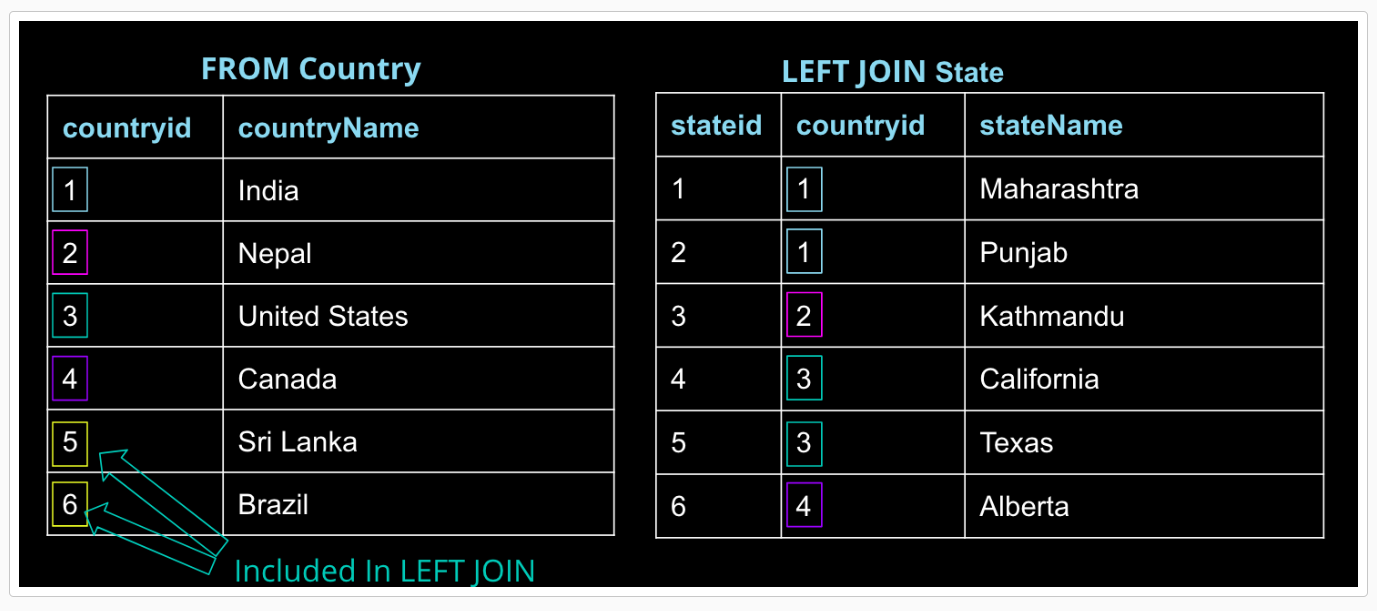 FROM Country
countryid countryName
1 India
2 Nepal
3 United States
4 Canada
5 Sri Lanka
6 Brazil
Included In LEFT JOIN
LEFT JOIN State
stateid countryid stateName
1 1 Maharashtra
2 1 Punjab
3 2 Kathmandu
4 3 California
5 3 Texas
6 4 Alberta